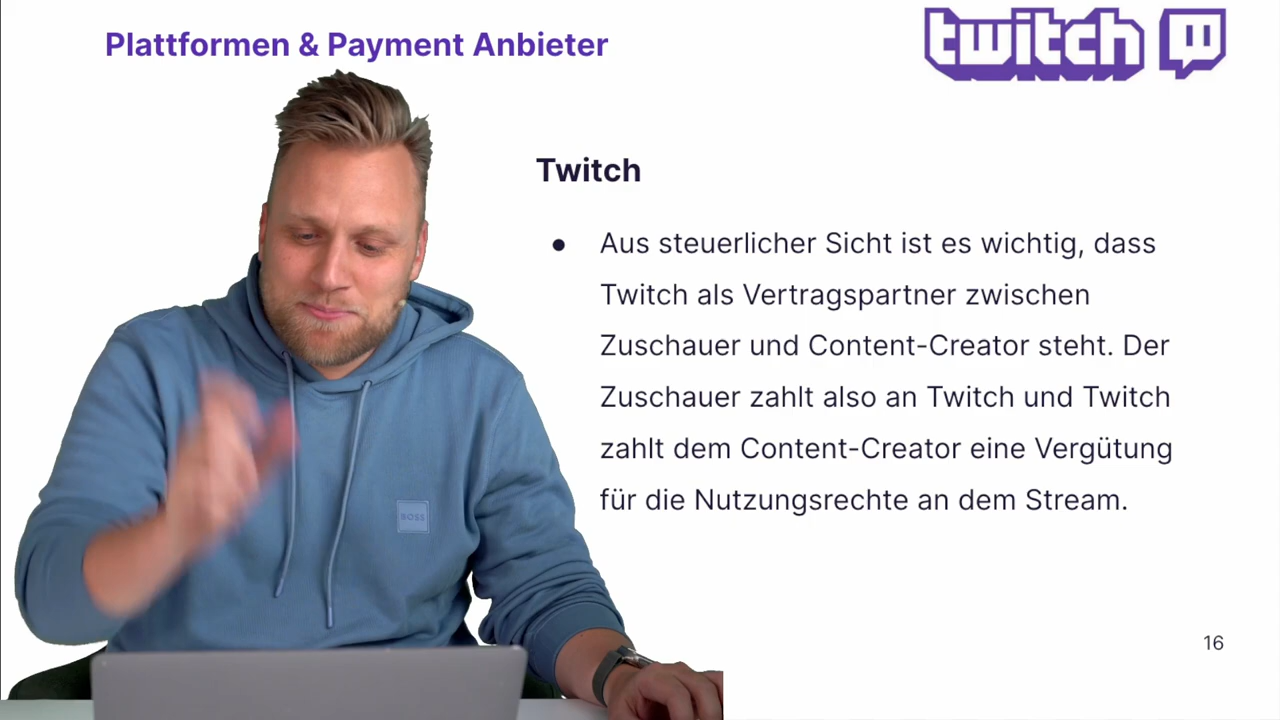 Plattformen & Payment Anbieter
twitch
Twitch
● Aus steuerlicher Sicht ist es wichtig, dass
Twitch als Vertragspartner zwischen
Zuschauer und Content-Creator steht. Der
Zuschauer zahlt also an Twitch und Twitch
zahlt dem Content-Creator eine Vergütung
für die Nutzungsrechte an dem Stream.
BOSS
16